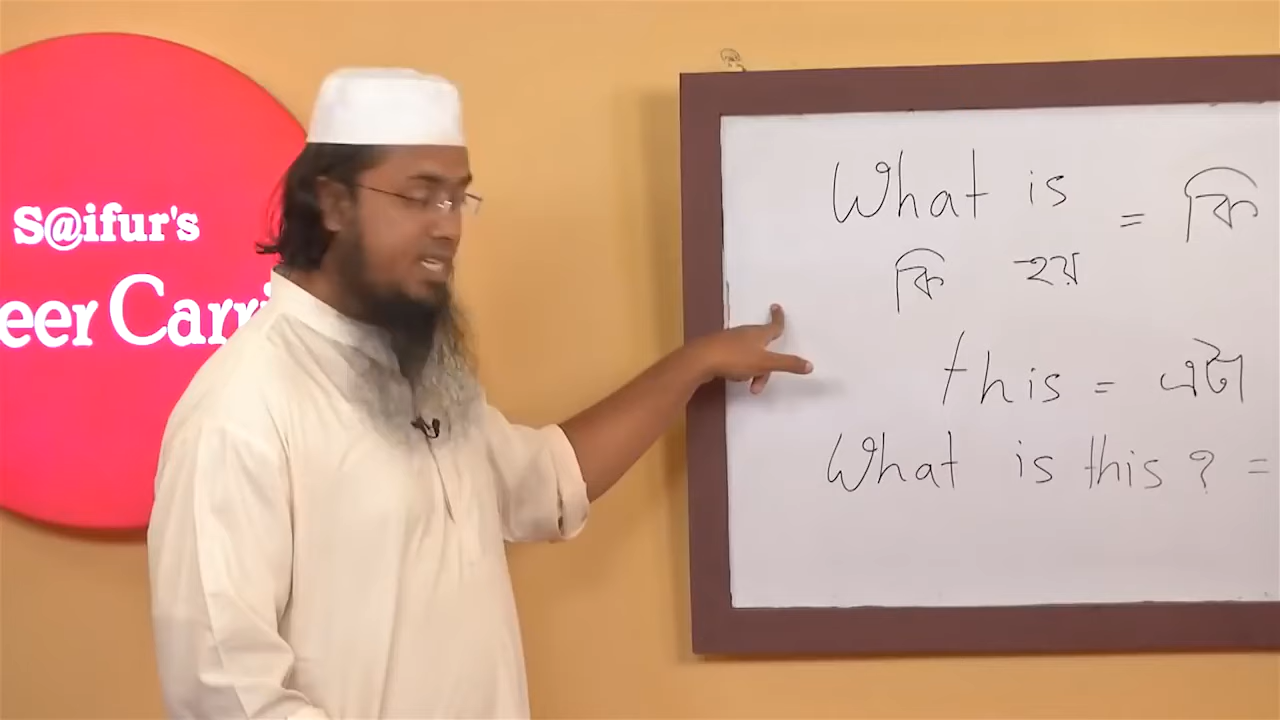 S@ifur's
eer Carri
What is = কি
কি হয়
this = এটা
What is this? =